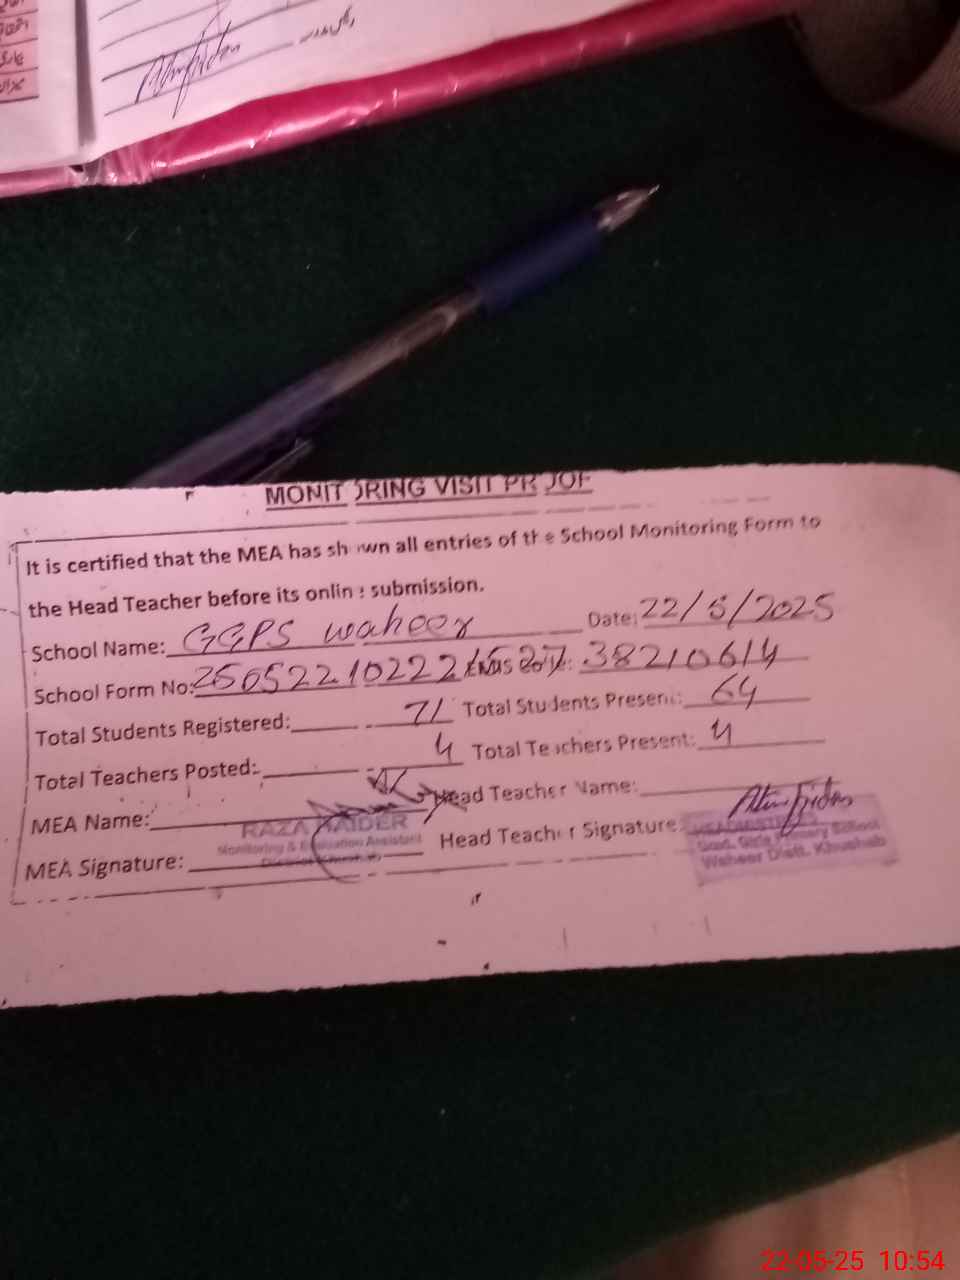 MONITORING VISIT PROOF
It is certified that the MEA has shown all entries of the School Monitoring Form to
the Head Teacher before its online submission.
School Name: GGPS waheer Date: 22/5/2025
School Form No: 38210614
Total Students Registered: 71 Total Students Present: 64
Total Teachers Posted: 4 Total Teachers Present: 4
MEA Name: Head Teacher Name:
RAZA HAIDER
Monitoring & Evaluation Assistant
District Khushab
MEA Signature: Head Teacher Signature:
HEADMISTRESS
Govt. Girls Primary School
Waheer Distt. Khushab
22-05-25 10:54